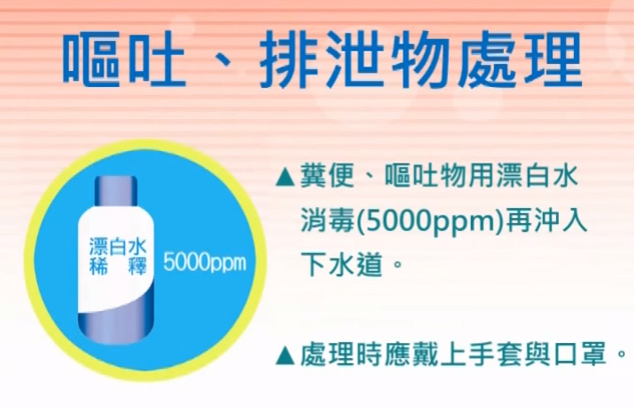 嘔吐、排泄物處理
漂白水
稀 釋
5000ppm
▲糞便、嘔吐物用漂白水
消毒(5000ppm)再沖入
下水道。
▲處理時應戴上手套與口罩。